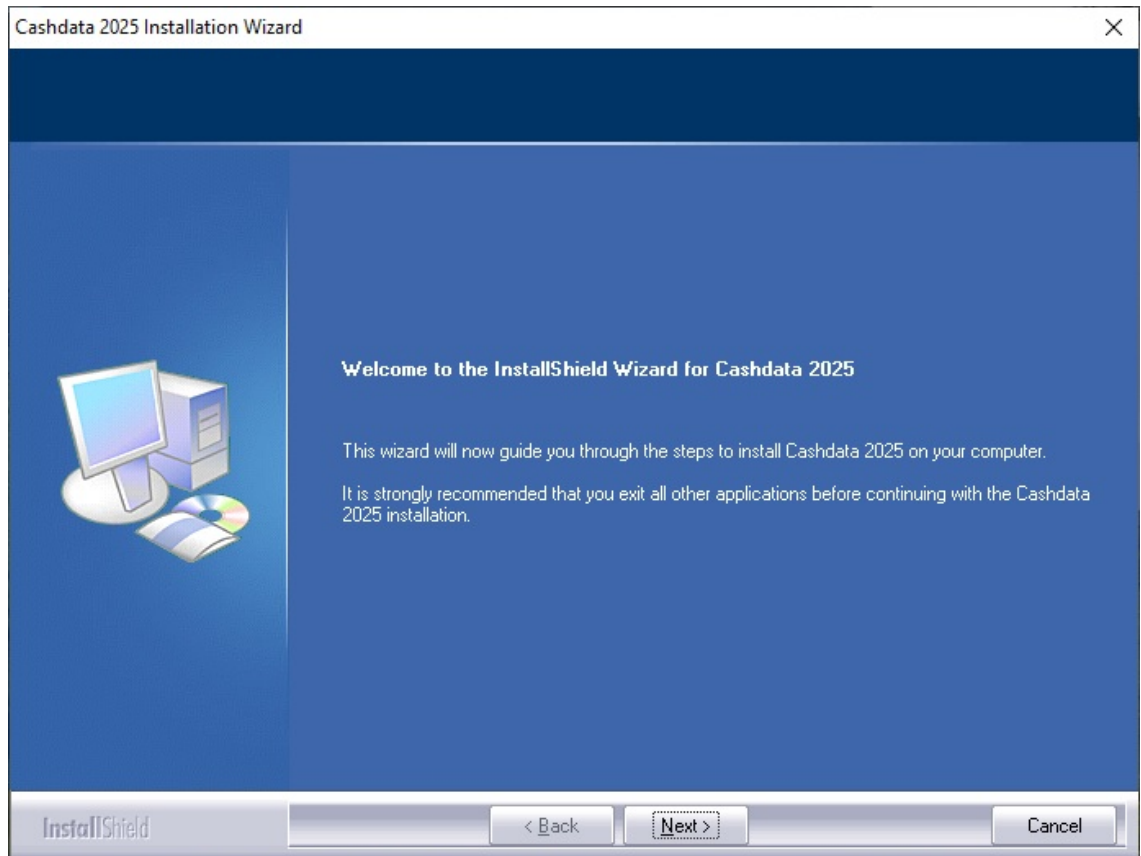 Cashdata 2025 Installation Wizard
Welcome to the InstallShield Wizard for Cashdata 2025
This wizard will now guide you through the steps to install Cashdata 2025 on your computer.
It is strongly recommended that you exit all other applications before continuing with the Cashdata
2025 installation.
InstallShield
< Back
Next >
Cancel